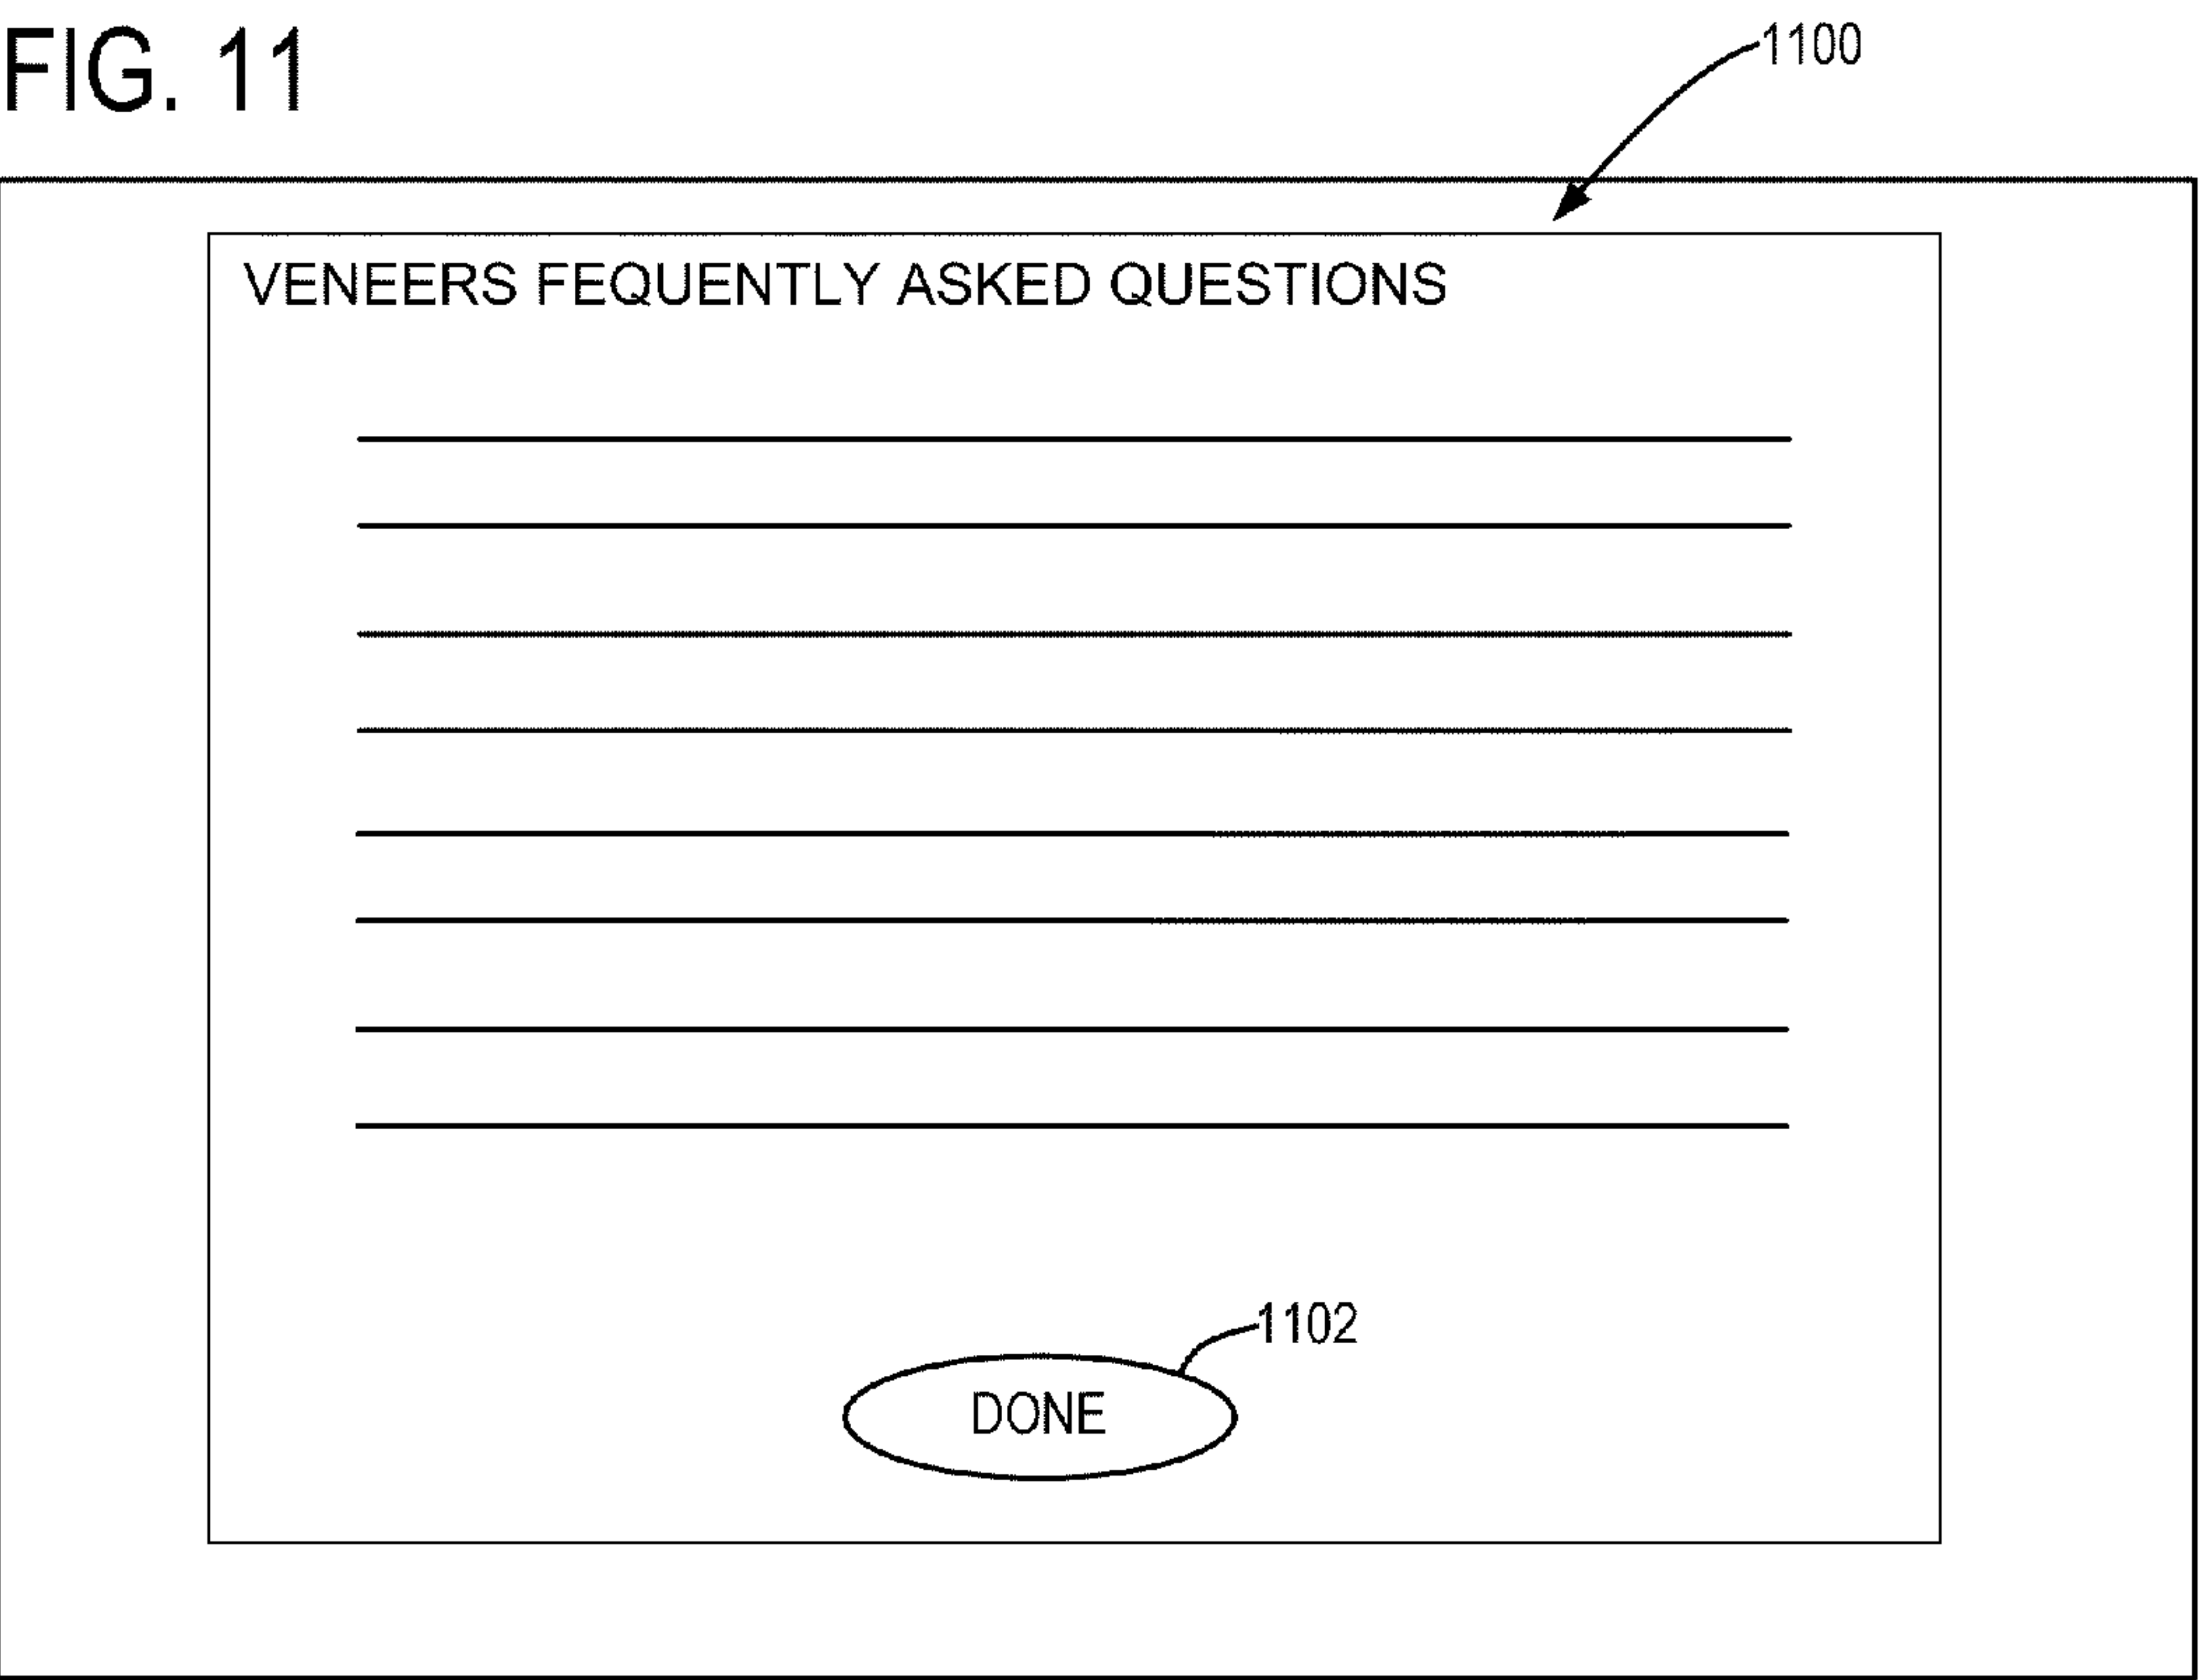 FIG. 11
1100
VENEERS FEQUENTLY ASKED QUESTIONS
1102
DONE